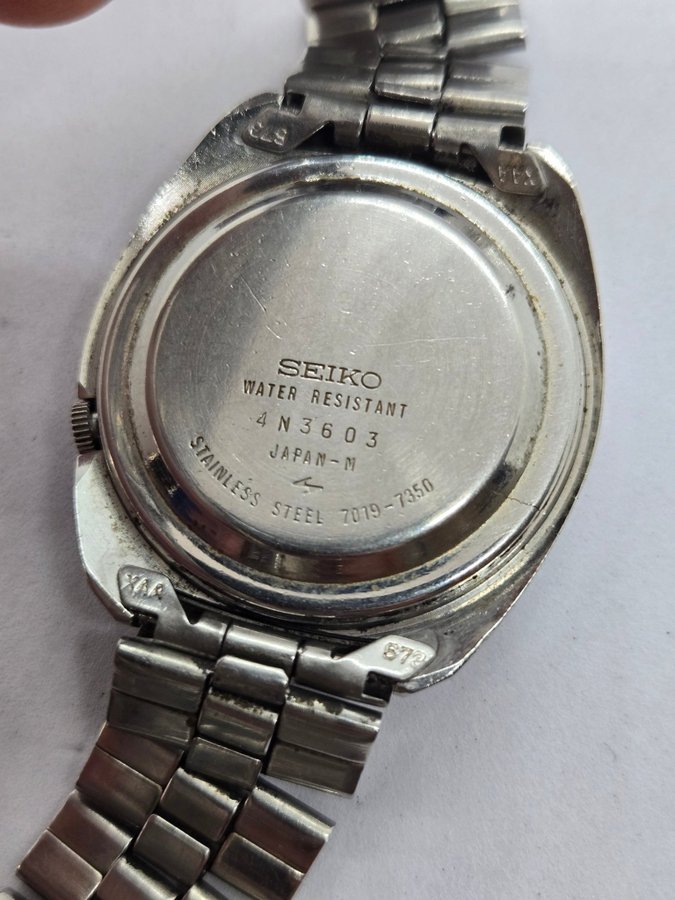 SEIKO
WATER RESISTANT
4N3603
JAPAN-M
STAINLESS STEEL 7019-7350